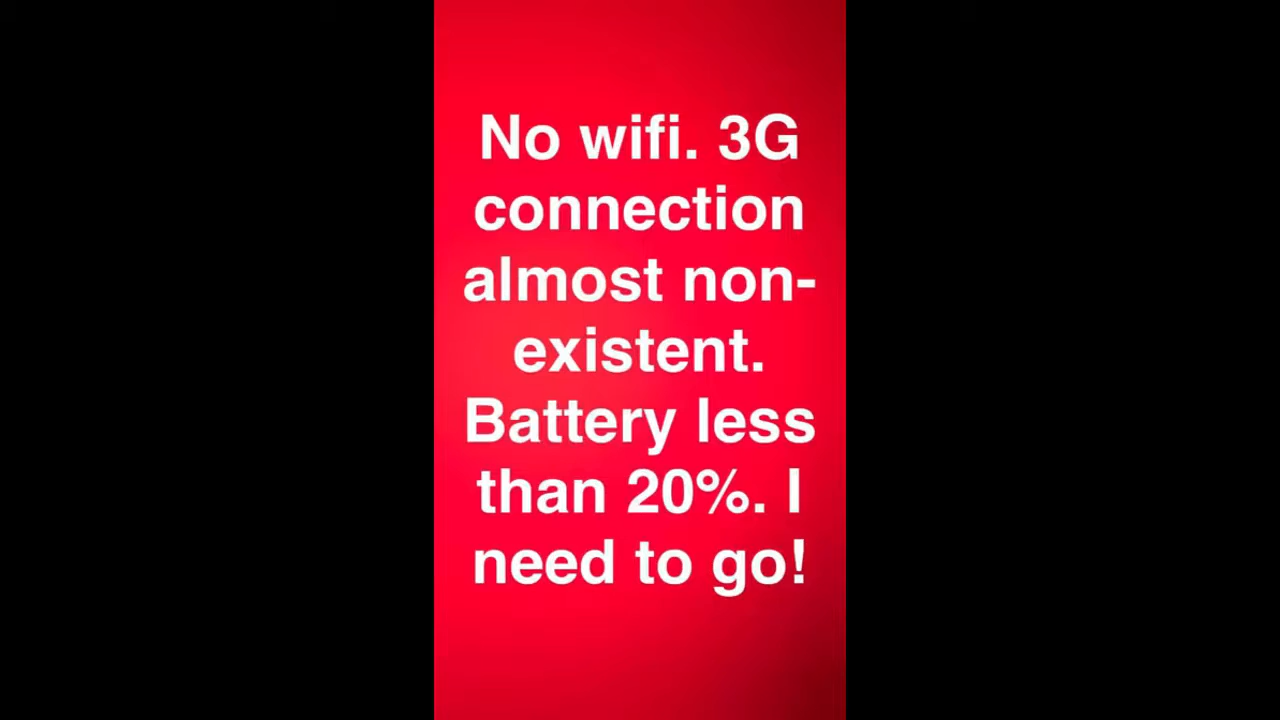 No wifi. 3G
connection
almost non-
existent.
Battery less
than 20%. I
need to go!